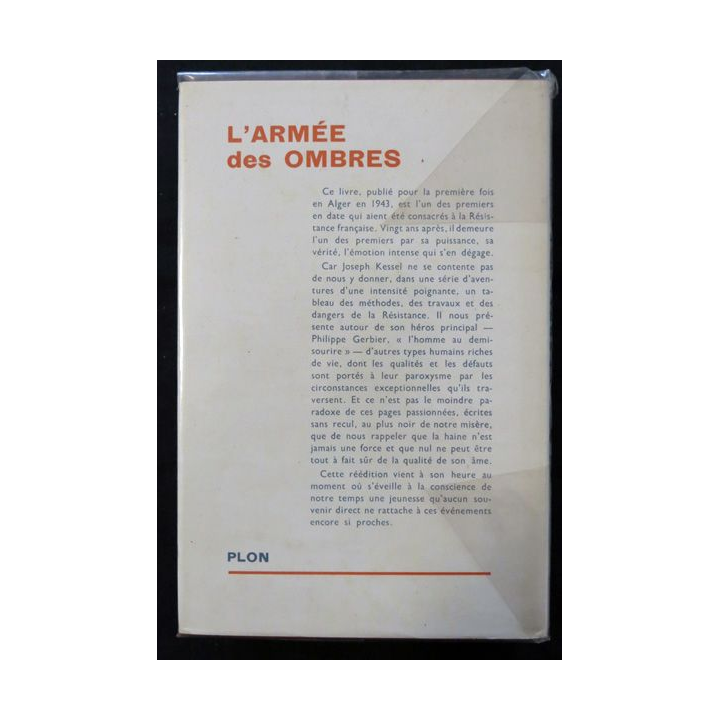 L'ARMÉE
des OMBRES
Ce livre, publié pour la première fois
en Alger en 1943, est l'un des premiers
en date qui aient été consacrés à la Résis-
tance française. Vingt ans après, il demeure
l'un des premiers par sa puissance, sa
vérité, l'émotion intense qui s'en dégage.
Car Joseph Kessel ne se contente pas
de nous y donner, dans une série d'aven-
tures d'une intensité poignante, un ta-
bleau des méthodes, des travaux et des
dangers de la Résistance. Il nous pré-
sente autour de son héros principal —
Philippe Gerbier, « l'homme au demi-
sourire » — d'autres types humains riches
de vie, dont les qualités et les défauts
sont portés à leur paroxysme par les
circonstances exceptionnelles qu'ils tra-
versent. Et ce n'est pas le moindre pa-
radoxe de ces pages passionnées, écrites
sans recul, au plus noir de notre misère,
que de nous rappeler que la haine n'est
jamais une force et que nul ne peut être
tout à fait sûr de la qualité de son âme.
Cette réédition vient à son heure au
moment où s'éveille à la conscience de
notre temps une jeunesse qu'aucun sou-
venir direct ne rattache à ces événements
encore si proches.
PLON